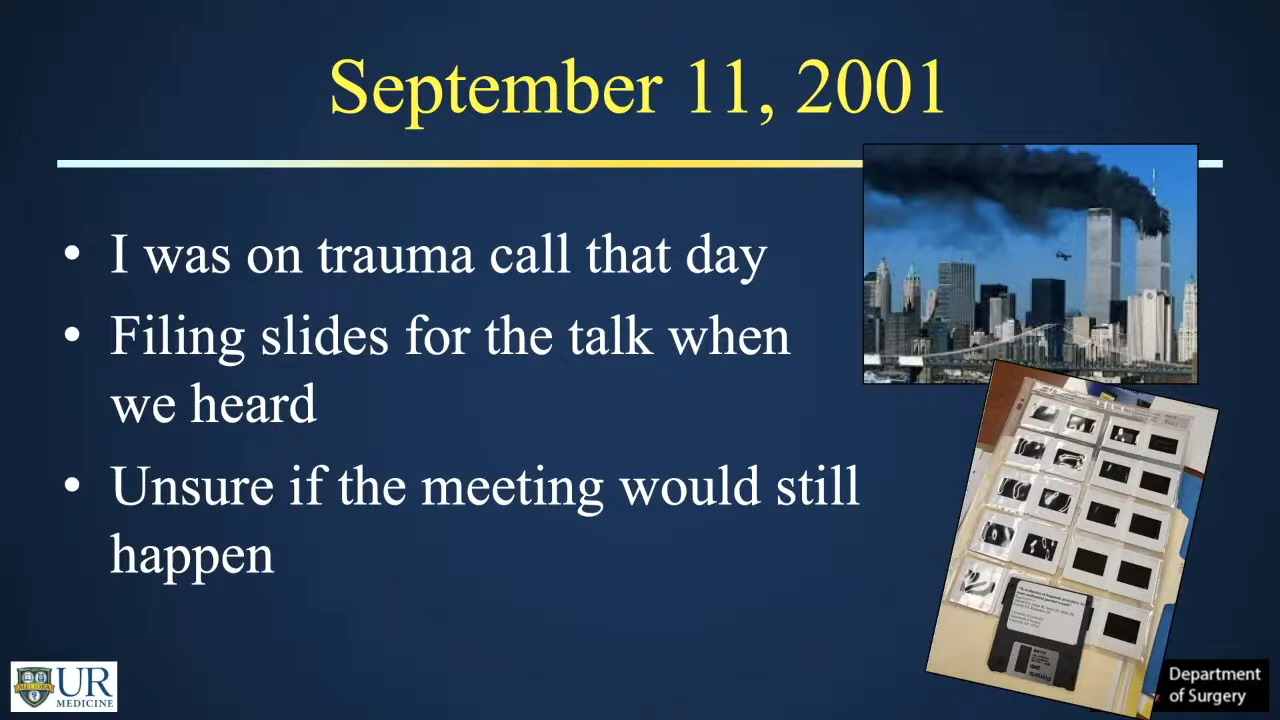 September 11, 2001
• I was on trauma call that day
• Filing slides for the talk when
we heard
• Unsure if the meeting would still
happen
MELIORA
UR
MEDICINE
Department
of Surgery